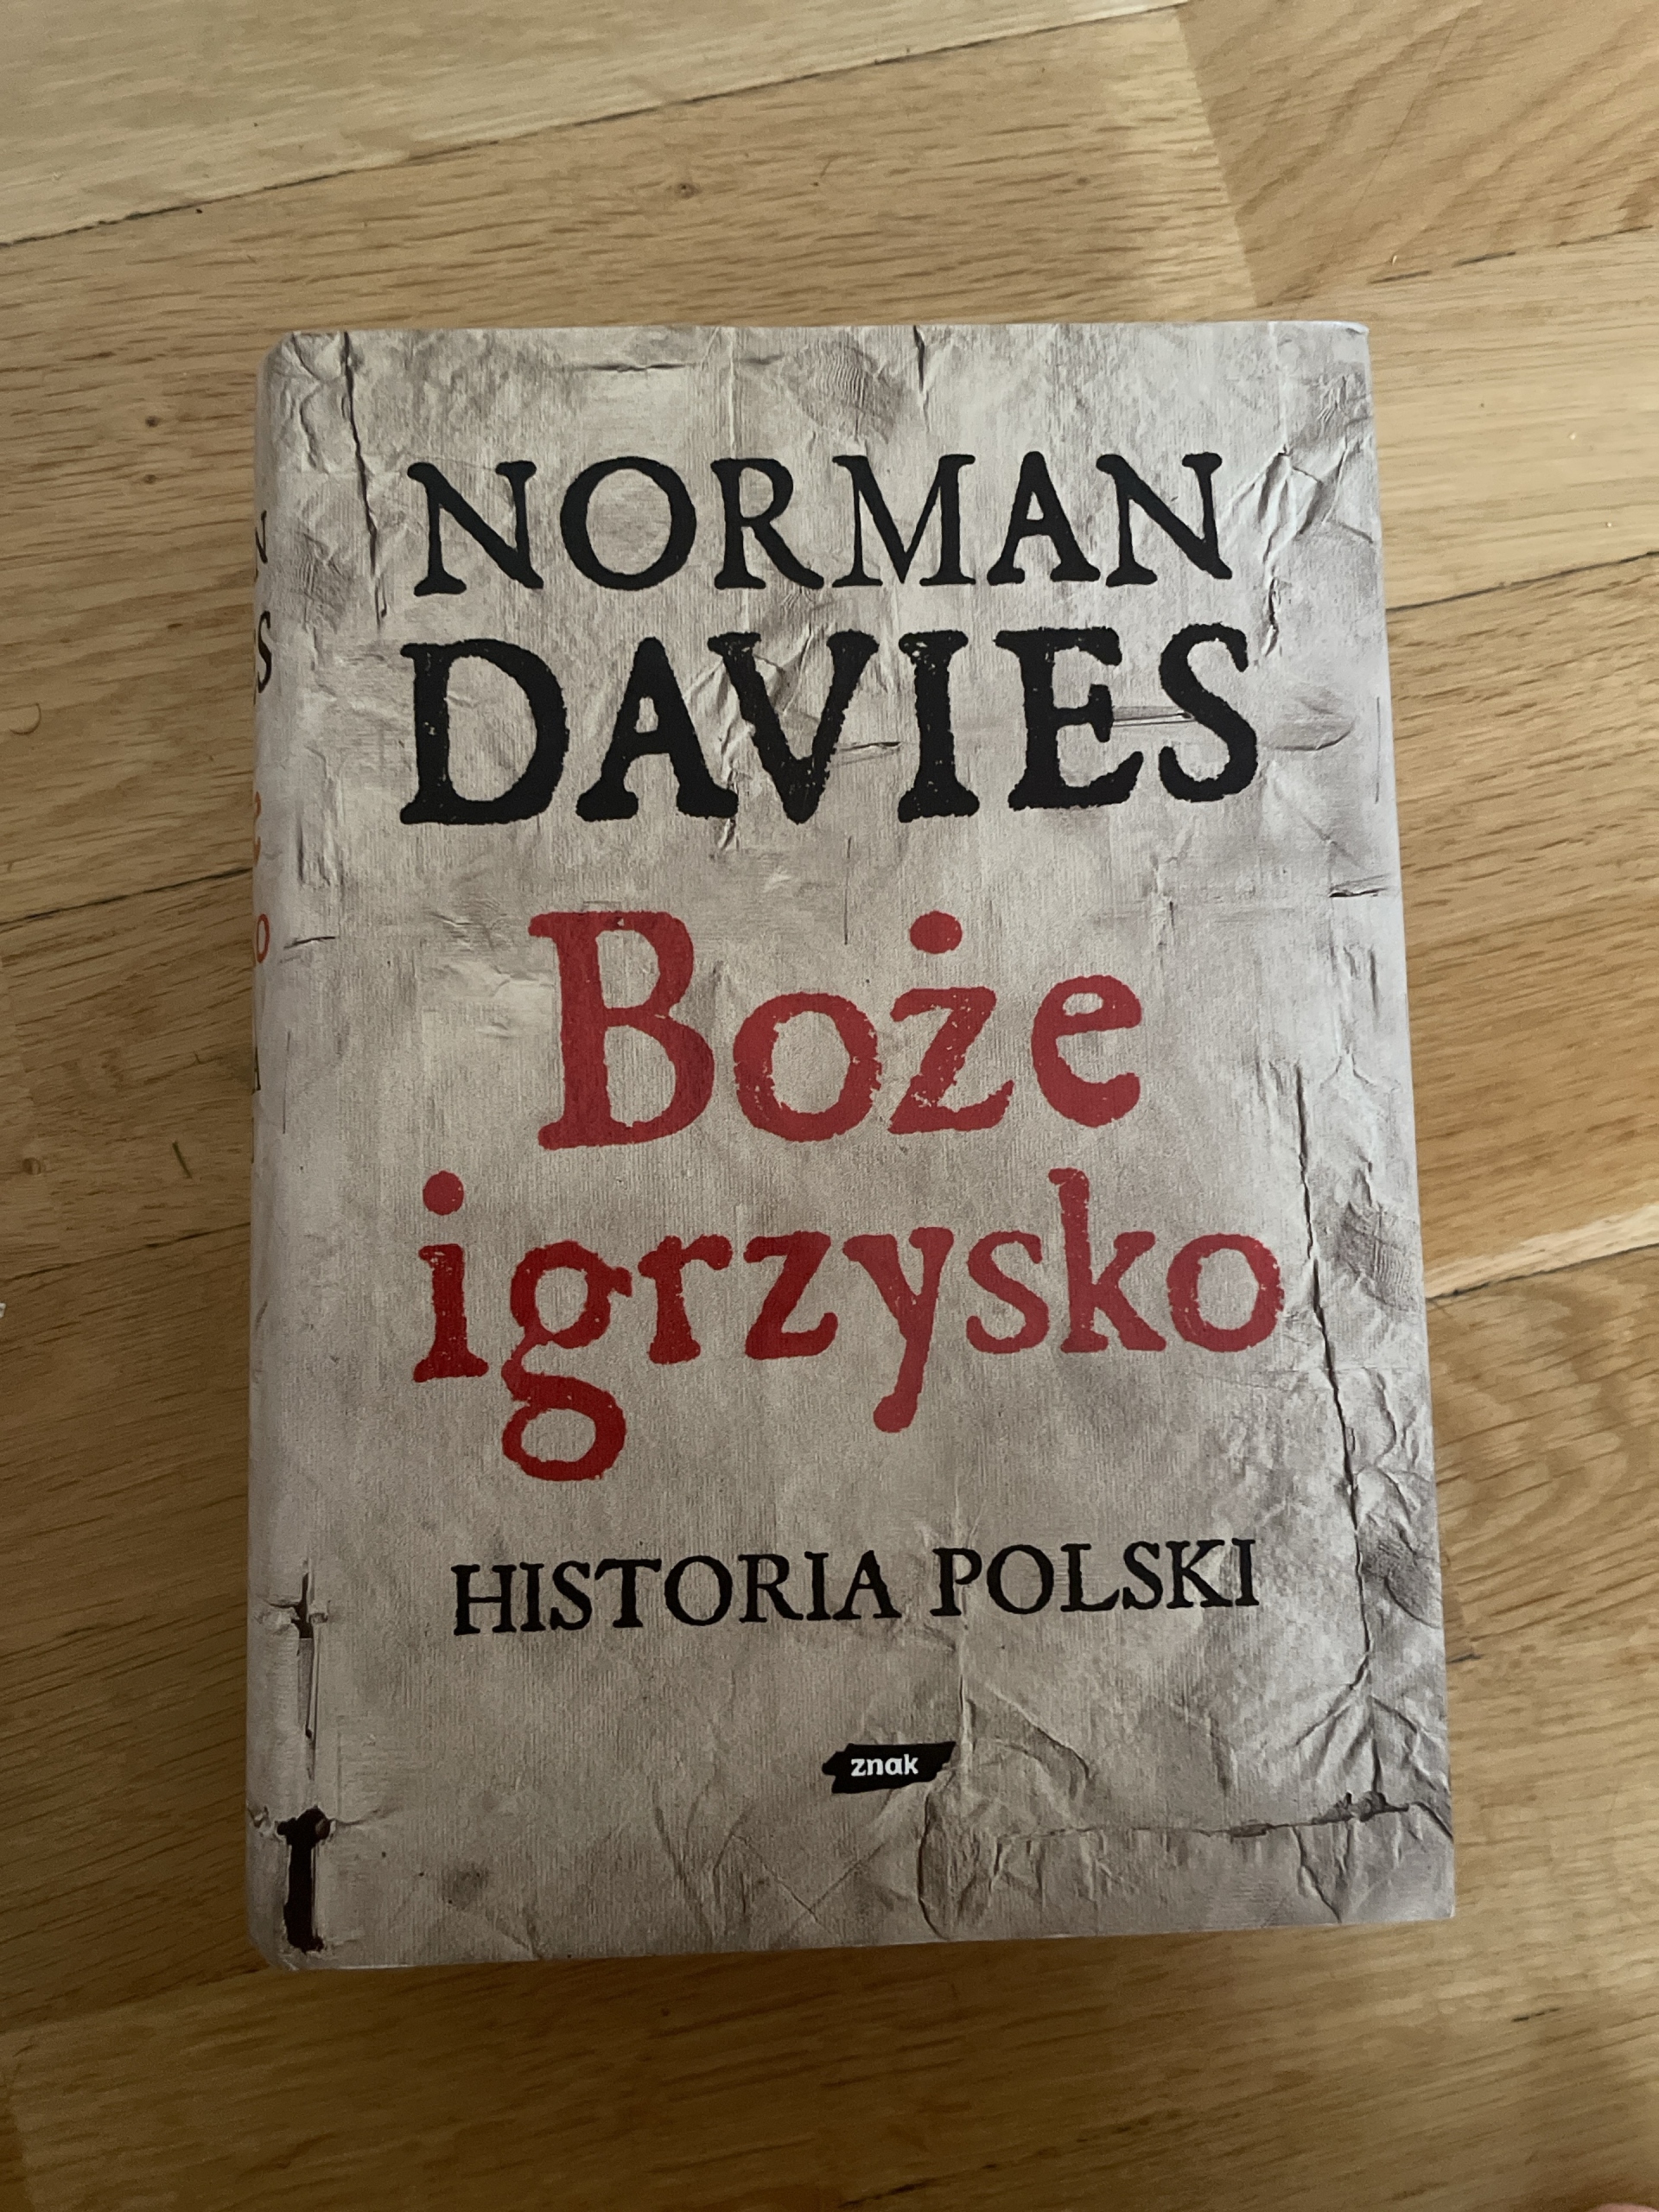 NORMAN
DAVIES
Boże
igrzysko
HISTORIA POLSKI
znak